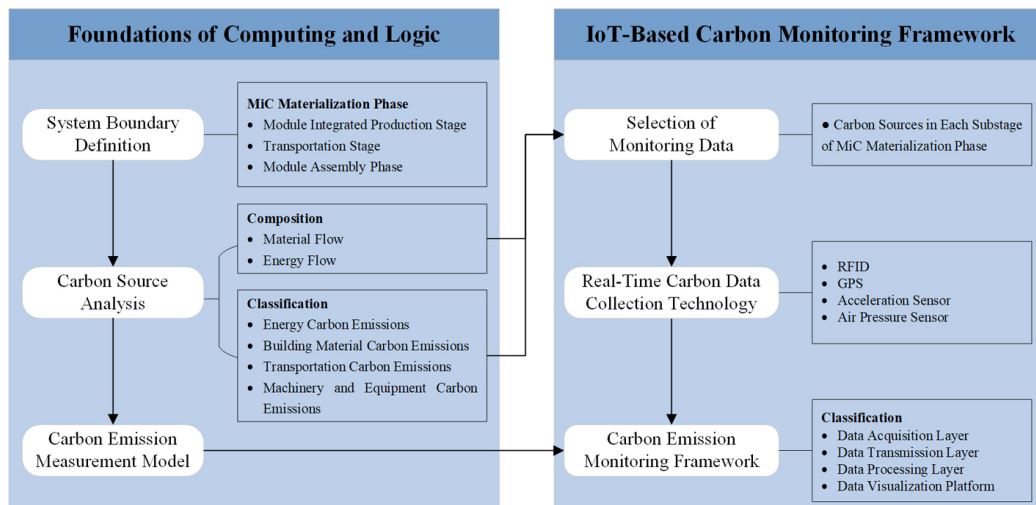 Foundations of Computing and Logic
System Boundary
Definition
MiC Materialization Phase
• Module Integrated Production Stage
• Transportation Stage
• Module Assembly Phase
Carbon Source
Analysis
Composition
• Material Flow
• Energy Flow
Classification
• Energy Carbon Emissions
• Building Material Carbon Emissions
• Transportation Carbon Emissions
• Machinery and Equipment Carbon
Emissions
Carbon Emission
Measurement Model
IoT-Based Carbon Monitoring Framework
Selection of
Monitoring Data
● Carbon Sources in Each Substage
of MiC Materialization Phase
Real-Time Carbon Data
Collection Technology
• RFID
• GPS
• Acceleration Sensor
• Air Pressure Sensor
Carbon Emission
Monitoring Framework
Classification
• Data Acquisition Layer
• Data Transmission Layer
• Data Processing Layer
• Data Visualization Platform